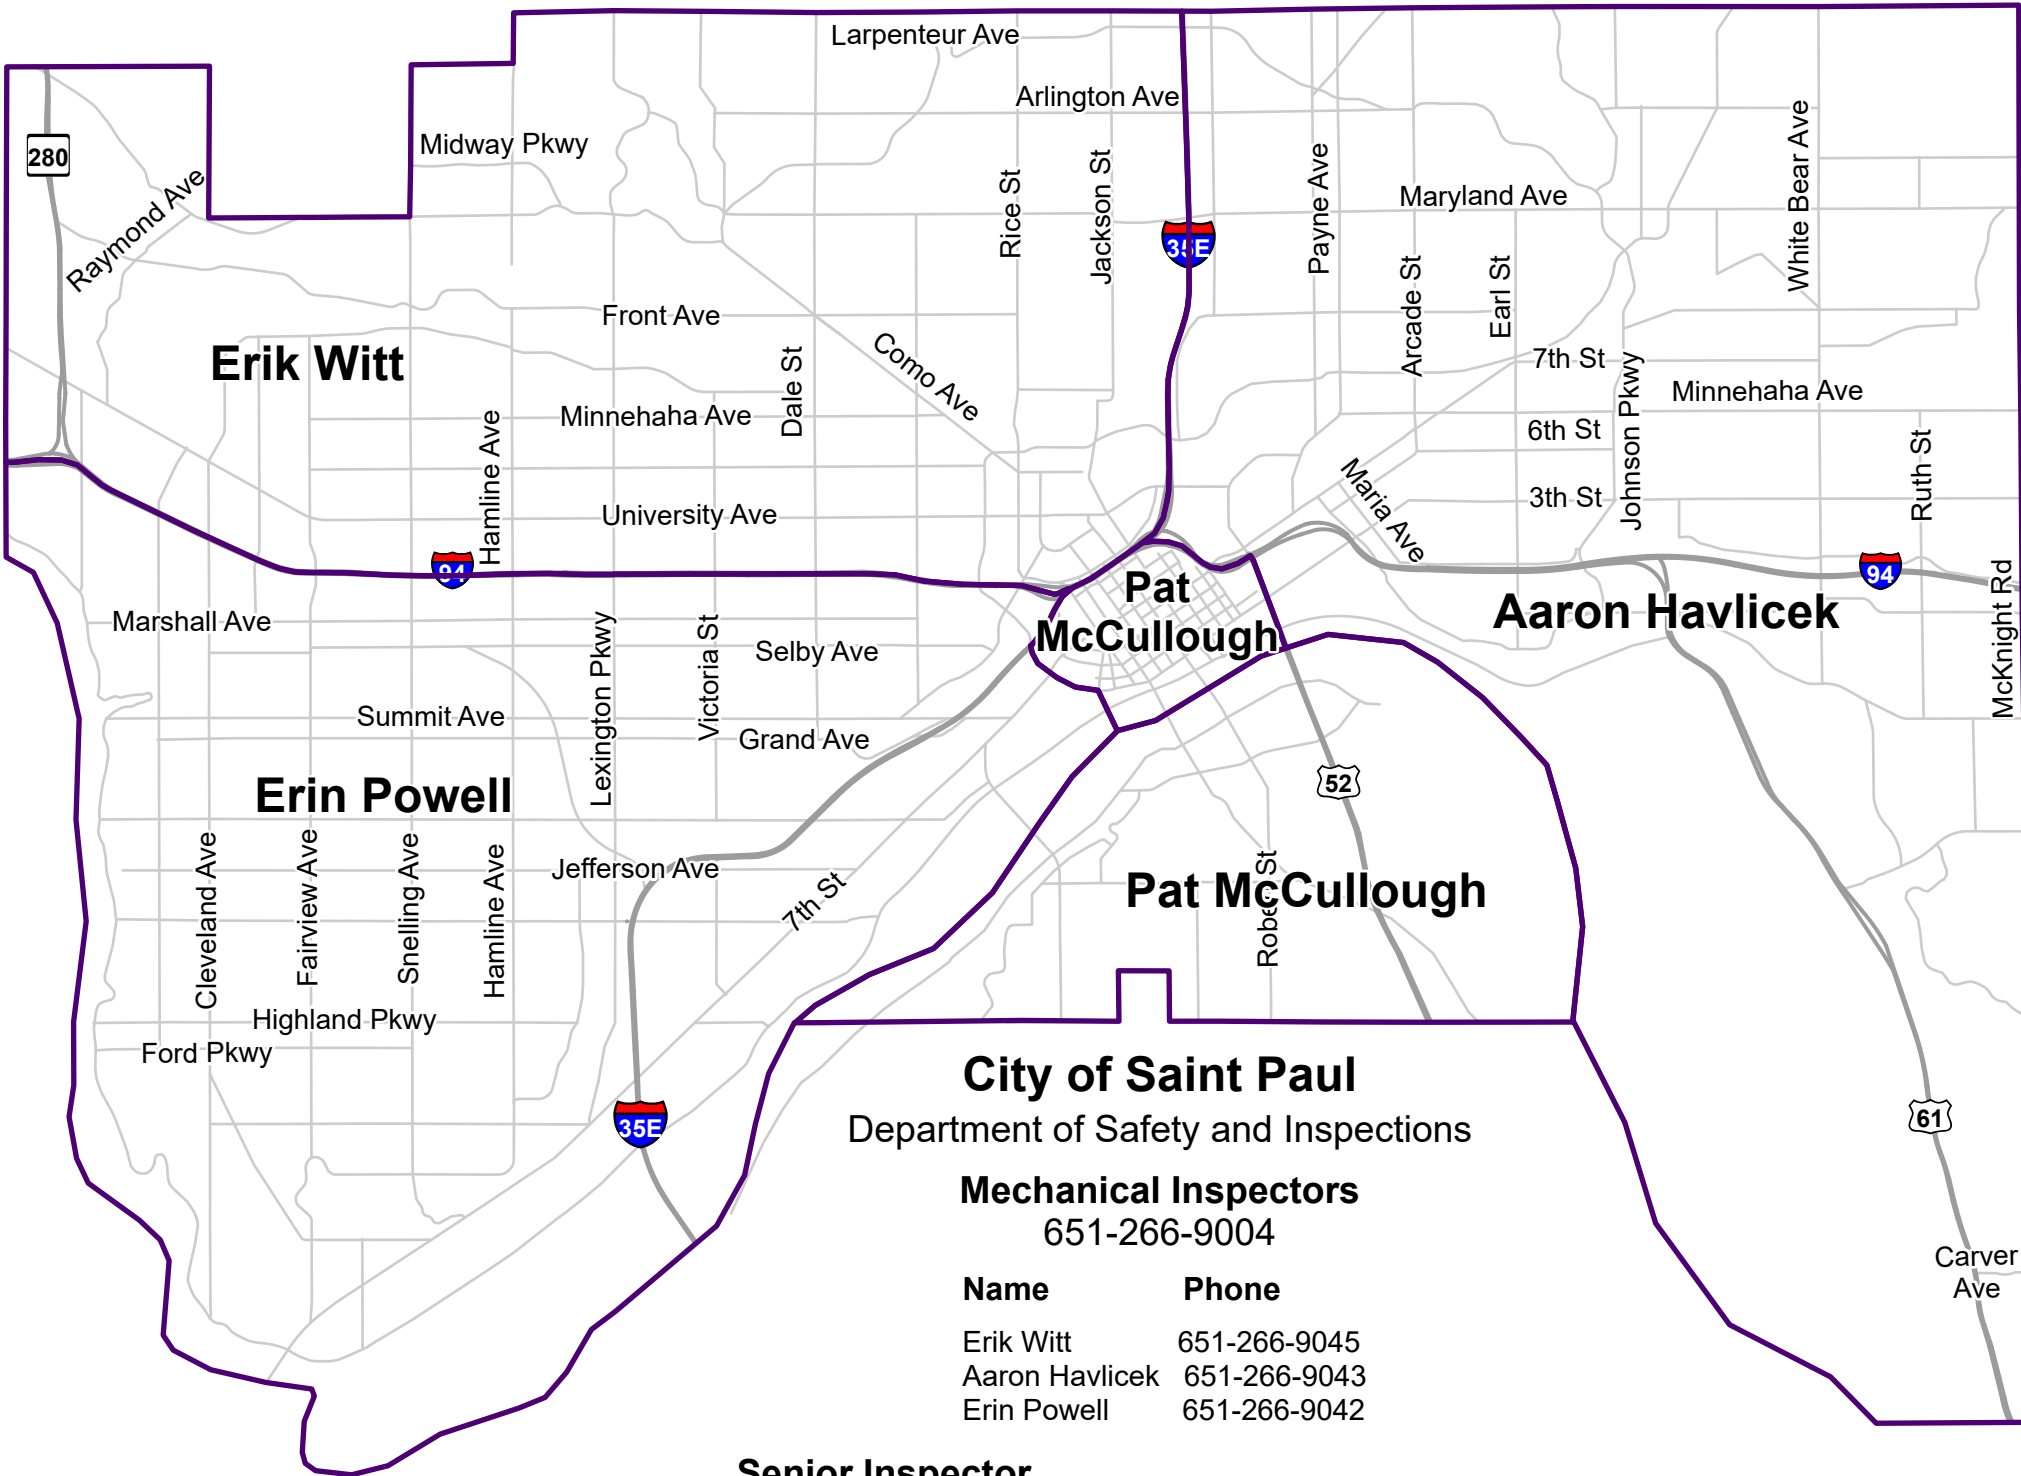 Larpenteur Ave
Arlington Ave
Midway Pkwy
280
Raymond Ave
Rice St
Jackson St
35E
Payne Ave
Maryland Ave
White Bear Ave
Arcade St
Earl St
Front Ave
Erik Witt
Dale St
Como Ave
7th St
Johnson Pkwy
Minnehaha Ave
Minnehaha Ave
Hamline Ave
6th St
Ruth St
University Ave
Maria Ave
3th St
94
94
Pat
McCullough
Aaron Havlicek
McKnight Rd
Marshall Ave
Lexington Pkwy
Victoria St
Selby Ave
Summit Ave
Grand Ave
Erin Powell
52
Cleveland Ave
Fairview Ave
Snelling Ave
Hamline Ave
Jefferson Ave
7th St
Pat McCullough
Robert St
Highland Pkwy
Ford Pkwy
35E
61
Carver
Ave
City of Saint Paul
Department of Safety and Inspections
Mechanical Inspectors
651-266-9004
Name Phone
Erik Witt 651-266-9045
Aaron Havlicek 651-266-9043
Erin Powell 651-266-9042
Senior Inspector